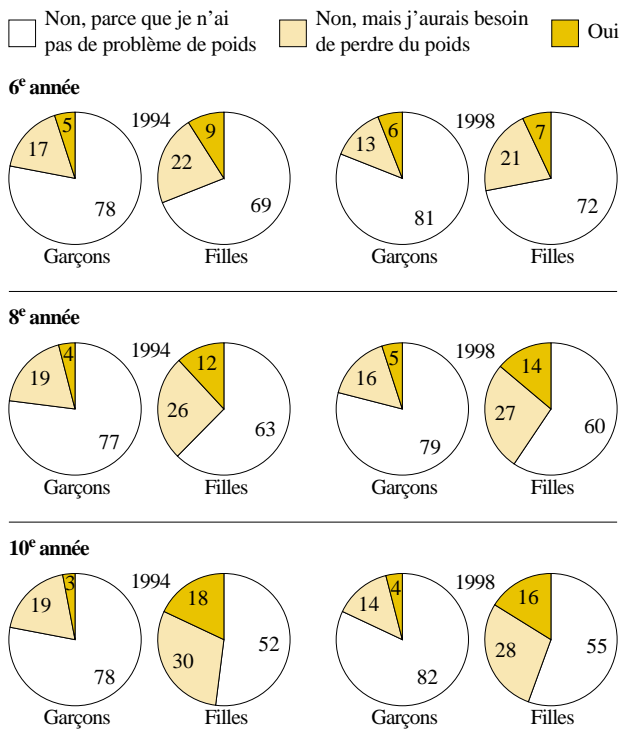 Non, parce que je n'ai
pas de problème de poids
Non, mais j'aurais besoin
de perdre du poids
Oui
6e année
1994
1998
5
17
78
9
22
69
6
13
81
7
21
72
Garçons
Filles
Garçons
Filles
8e année
1994
1998
4
19
77
12
26
63
5
16
79
14
27
60
Garçons
Filles
Garçons
Filles
10e année
1994
1998
3
19
78
18
30
52
4
14
82
16
28
55
Garçons
Filles
Garçons
Filles